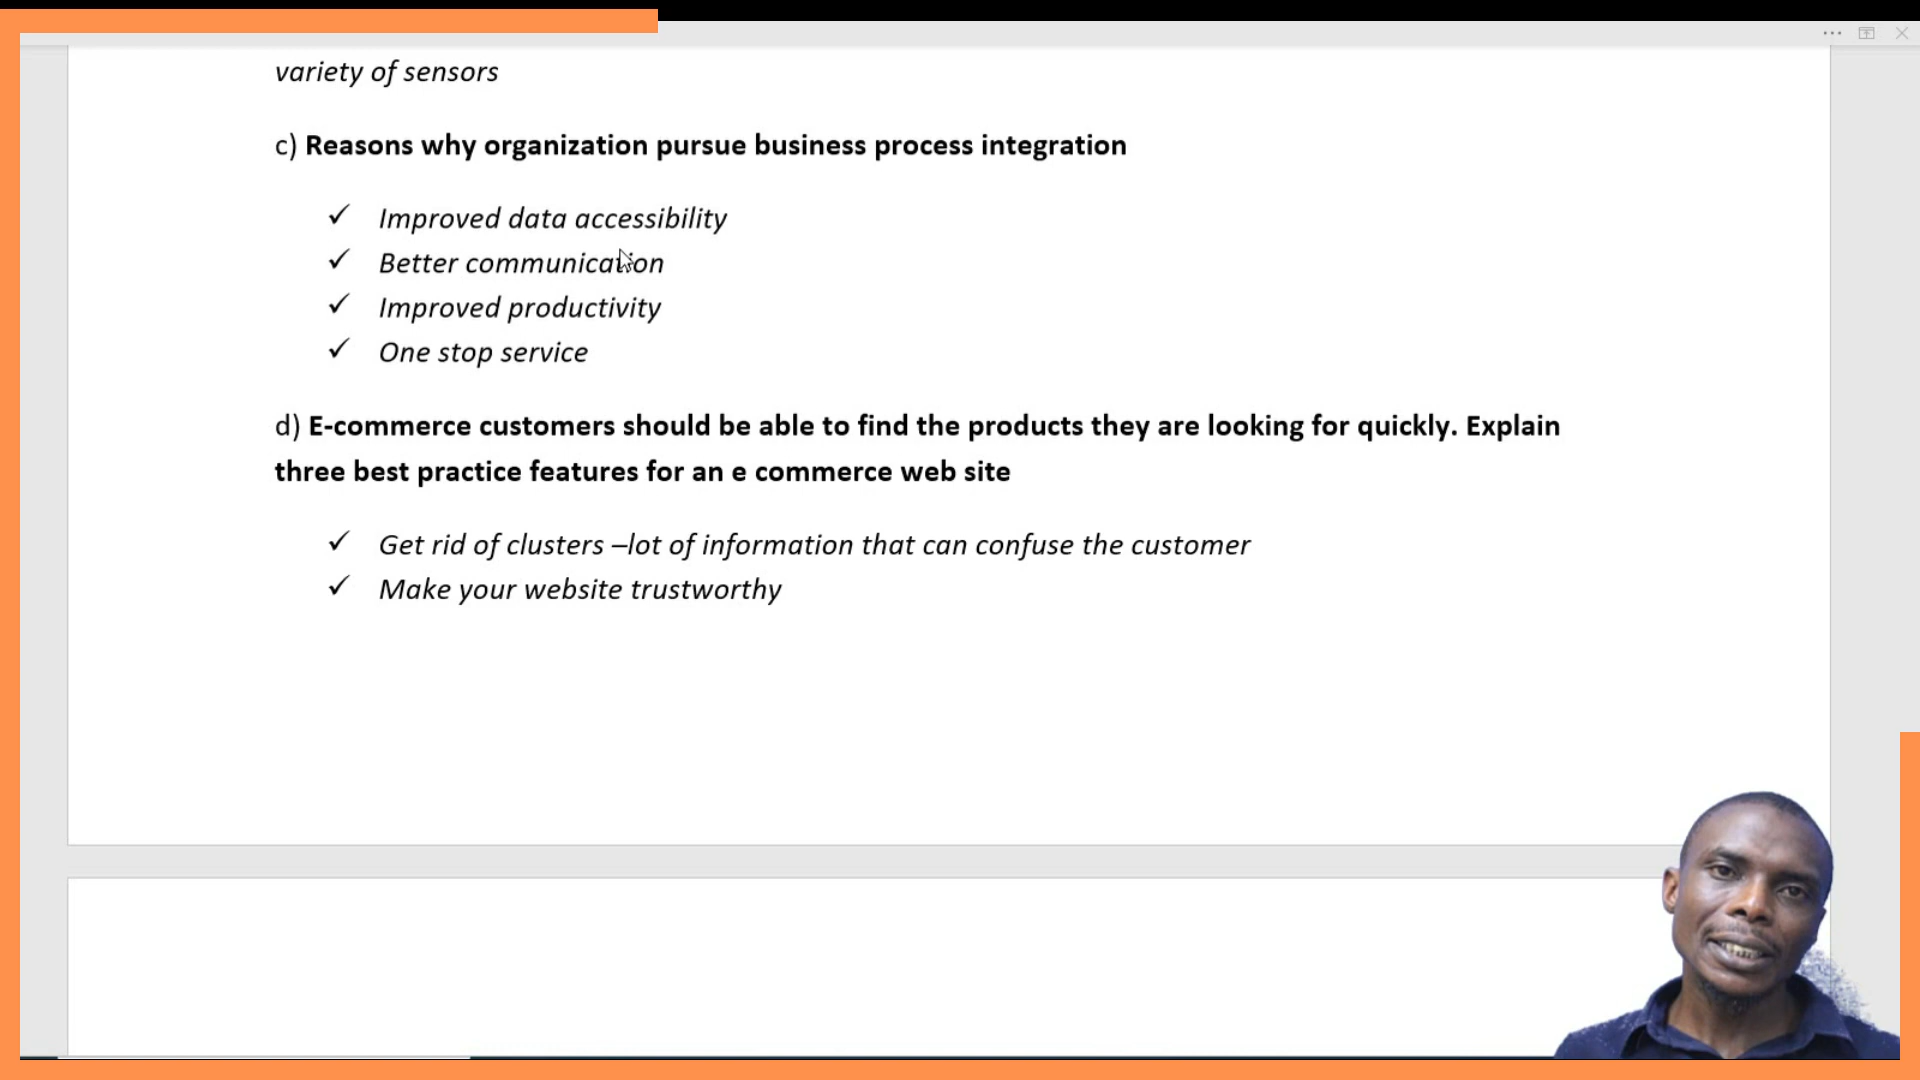 variety of sensors
c) Reasons why organization pursue business process integration
✓ Improved data accessibility
✓ Better communication
✓ Improved productivity
✓ One stop service
d) E-commerce customers should be able to find the products they are looking for quickly. Explain
three best practice features for an e commerce web site
✓ Get rid of clusters –lot of information that can confuse the customer
✓ Make your website trustworthy